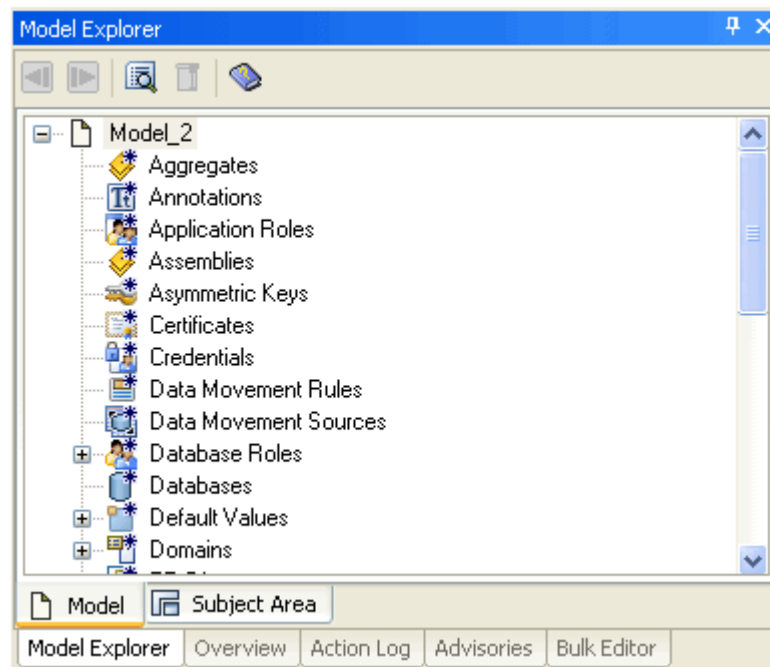 Model Explorer
Model_2
Aggregates
Annotations
Application Roles
Assemblies
Asymmetric Keys
Certificates
Credentials
Data Movement Rules
Data Movement Sources
Database Roles
Databases
Default Values
Domains
Model Subject Area
Model Explorer Overview Action Log Advisories Bulk Editor